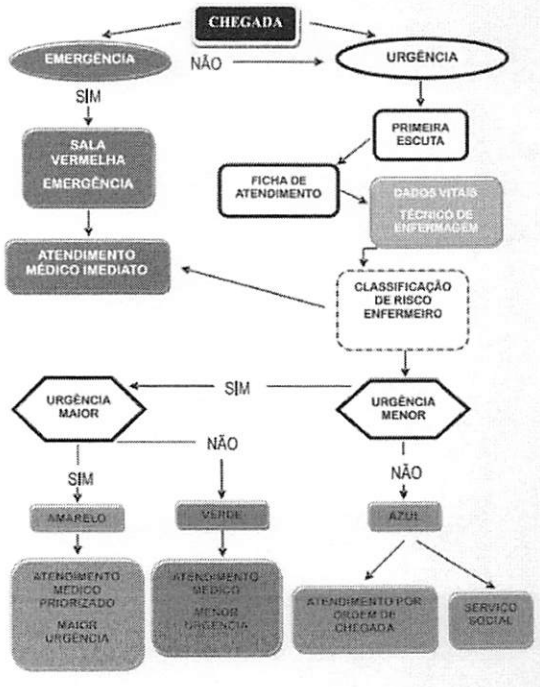 CHEGADA
EMERGÊNCIA
NÃO
URGÊNCIA
SIM
PRIMEIRA
ESCUTA
SALA
VERMELHA
EMERGÊNCIA
FICHA DE
ATENDIMENTO
DADOS VITAIS
TÉCNICO DE
ENFERMAGEM
ATENDIMENTO
MÉDICO IMEDIATO
CLASSIFICAÇÃO
DE RISCO
ENFERMEIRO
URGÊNCIA
MAIOR
SIM
URGÊNCIA
MENOR
NÃO
SIM
NÃO
AMARELO
VERDE
AZUL
ATENDIMENTO
MÉDICO
PRIORIZADO
MAIOR
URGÊNCIA
ATENDIMENTO
MÉDICO
MENOR
URGÊNCIA
ATENDIMENTO POR
ORDEM DE
CHEGADA
SERVIÇO
SOCIAL